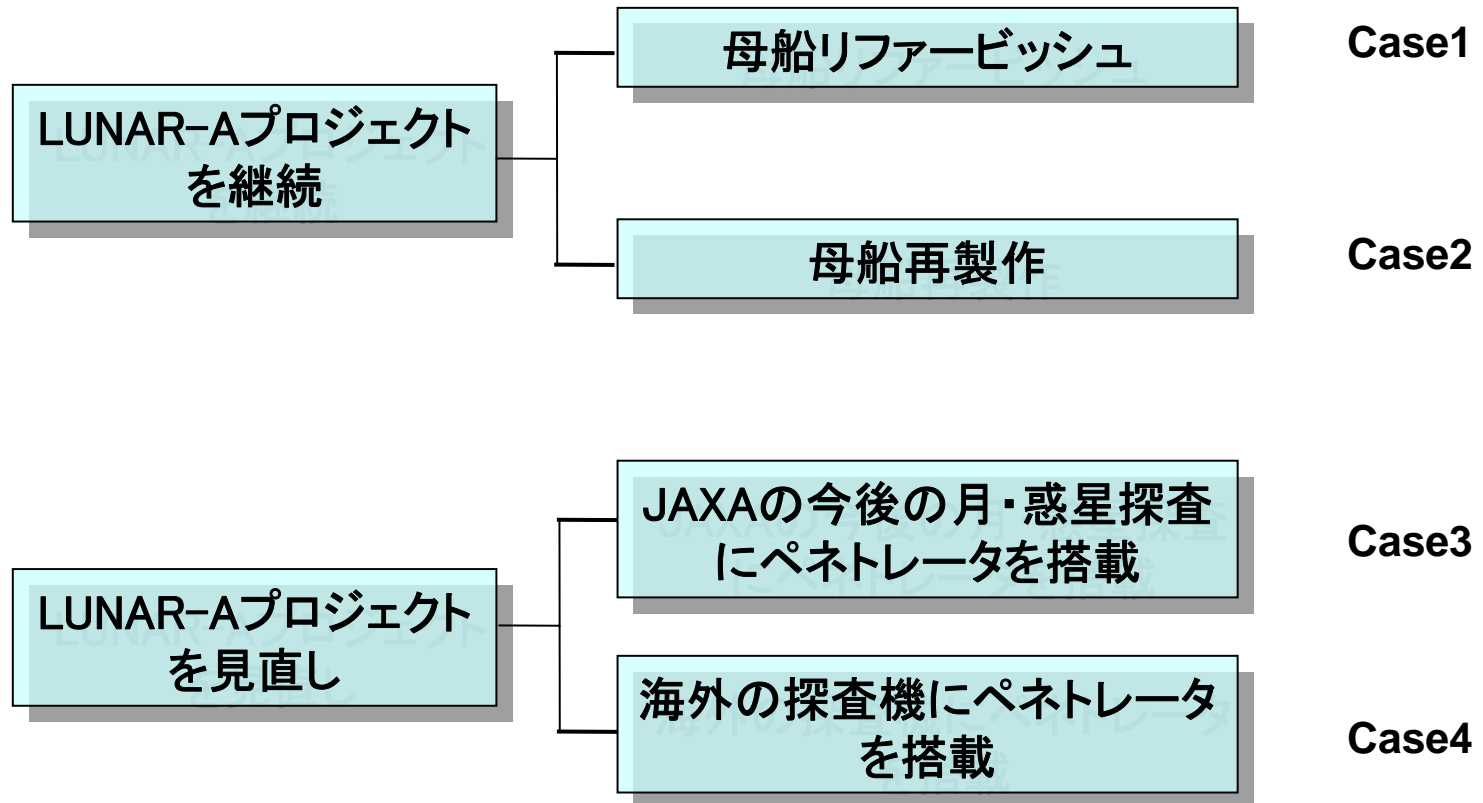 母船リファービッシュ
Case1
LUNAR-Aプロジェクト
を継続
母船再製作
Case2
JAXAの今後の月・惑星探査
にペネトレータを搭載
Case3
LUNAR-Aプロジェクト
を見直し
海外の探査機にペネトレータ
を搭載
Case4